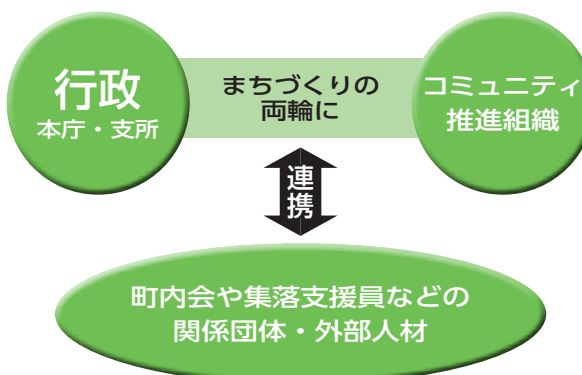 行政
本庁・支所
まちづくりの
両輪に
コミュニティ
推進組織
連携
町内会や集落支援員などの
関係団体・外部人材